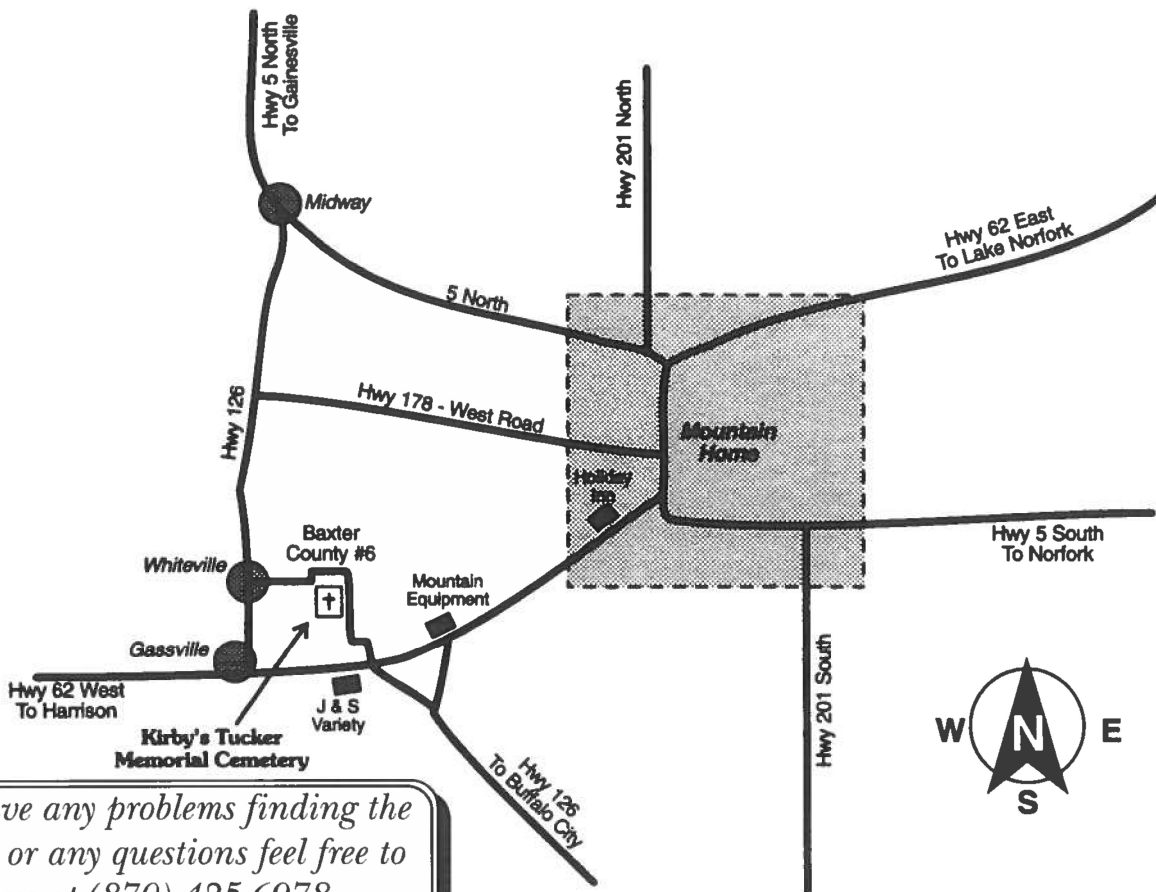 Hwy 5 North
To Gainesville
Midway
Hwy 201 North
Hwy 62 East
To Lake Norfork
5 North
Hwy 178 - West Road
Hwy 126
Mountain
Home
Holiday
Inn
Hwy 5 South
To Norfork
Baxter
County #6
Whiteville
Mountain
Equipment
Gassville
Hwy 62 West
To Harrison
J & S
Variety
Kirby's Tucker
Memorial Cemetery
Hwy 126
To Buffalo City
Hwy 201 South
W
N
E
S
ve any problems finding the
or any questions feel free to
(870) 425 6978